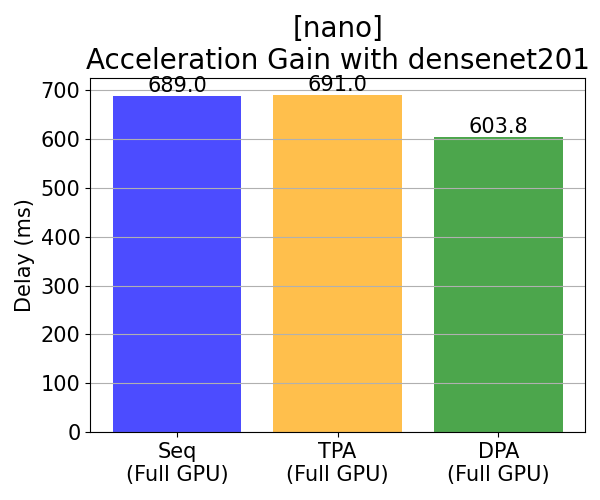 [nano]
Acceleration Gain with densenet201
Delay (ms)
700
600
500
400
300
200
100
0
689.0
691.0
603.8
Seq
(Full GPU)
TPA
(Full GPU)
DPA
(Full GPU)